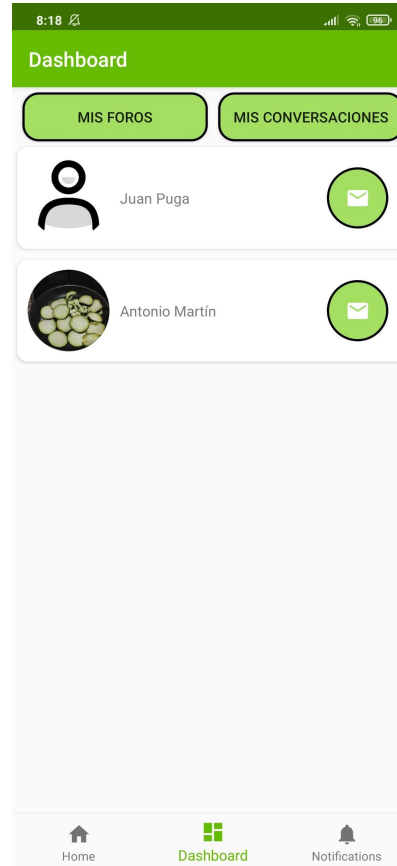 8:18 96
Dashboard
MIS FOROS MIS CONVERSACIONES
Juan Puga
Antonio Martín
Home Dashboard Notifications